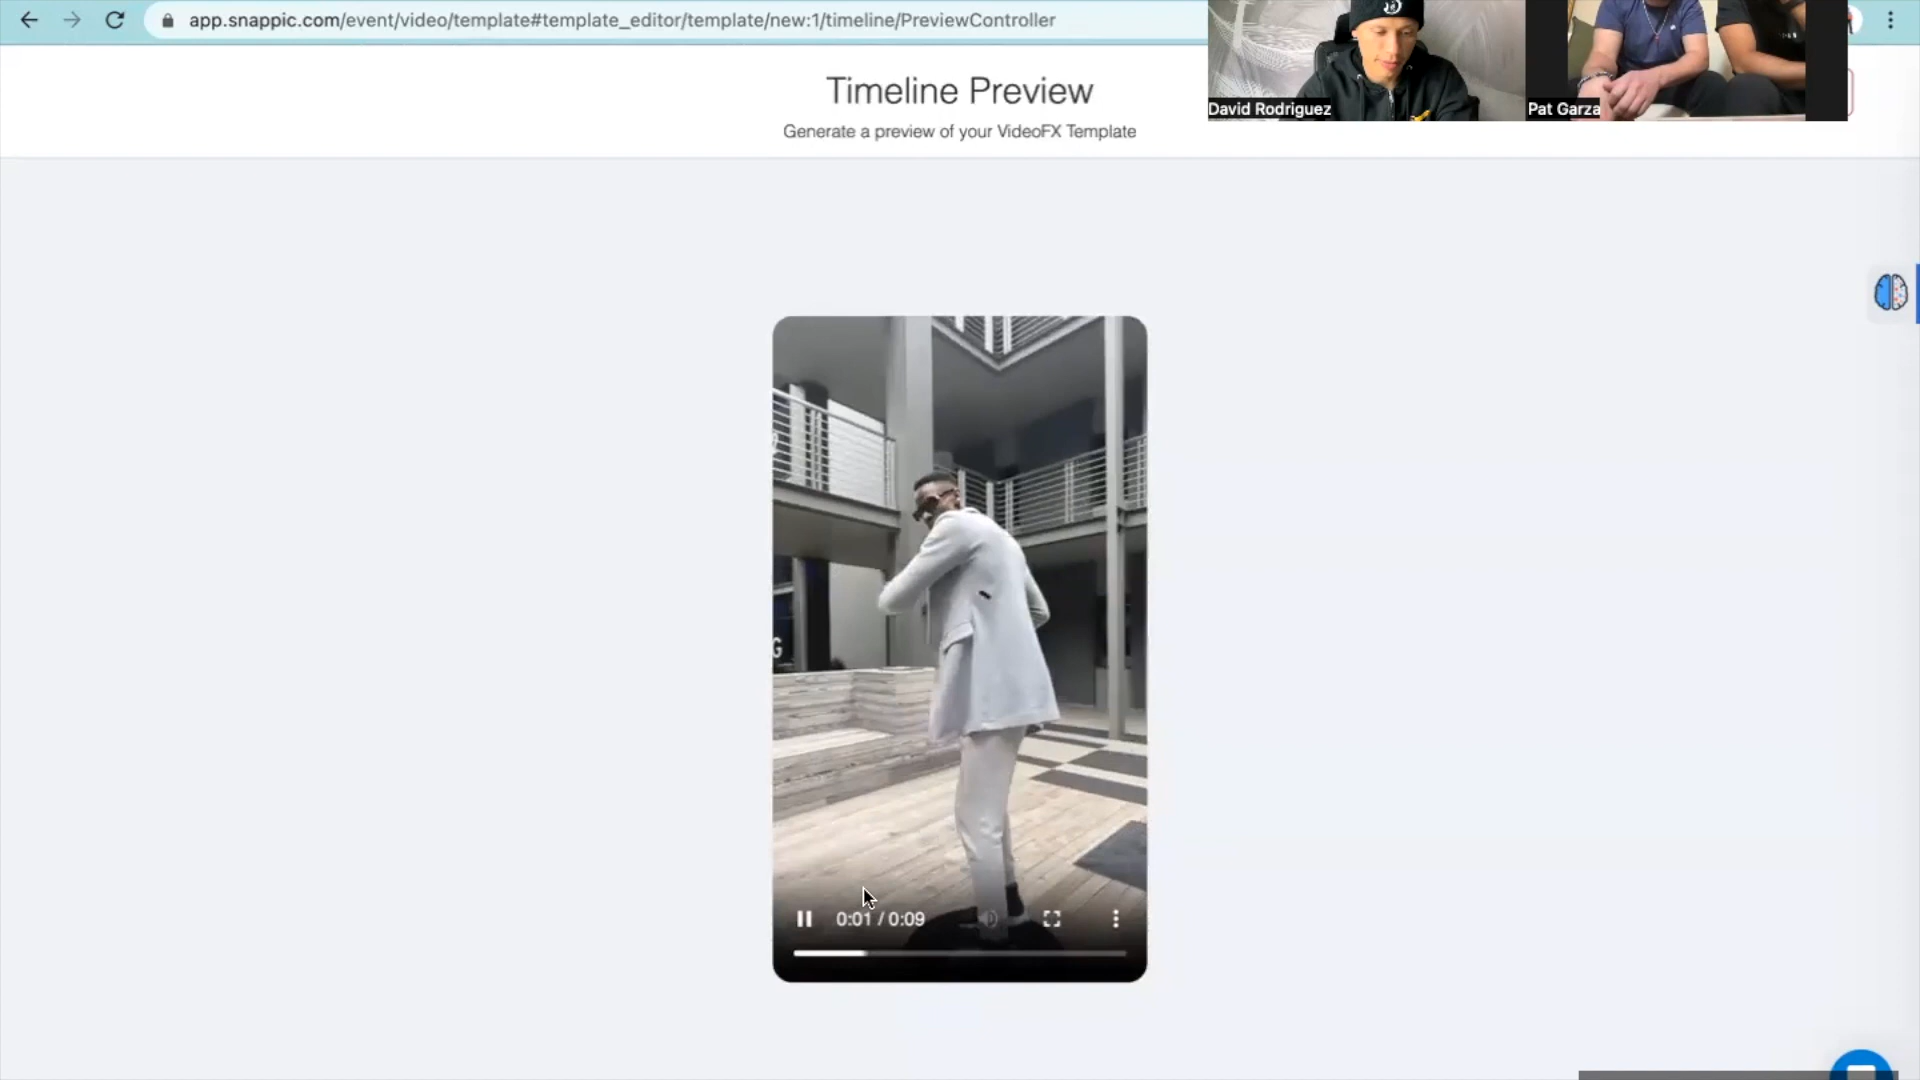 app.snappic.com/event/video/template#template_editor/template/new:1/timeline/PreviewController
Timeline Preview
Generate a preview of your VideoFX Template
David Rodriguez
Pat Garza
G
0:01 / 0:09